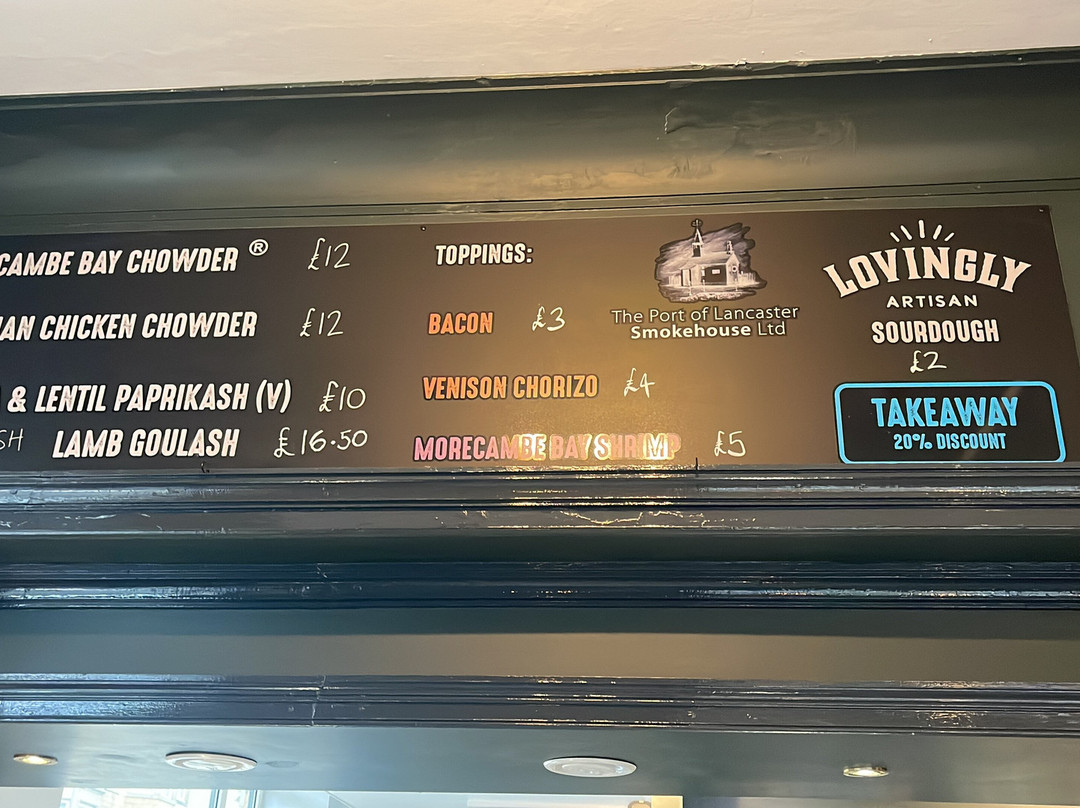 CAMBE BAY CHOWDER ® £12
AN CHICKEN CHOWDER £12
& LENTIL PAPRIKASH (V) £10
SH LAMB GOULASH £16.50
TOPPINGS:
BACON £3
VENISON CHORIZO £4
MORECAMBE BAY SHRIMP £5
The Port of Lancaster
Smokehouse Ltd
LOVINGLY
ARTISAN
SOURDOUGH
£2
TAKEAWAY
20% DISCOUNT